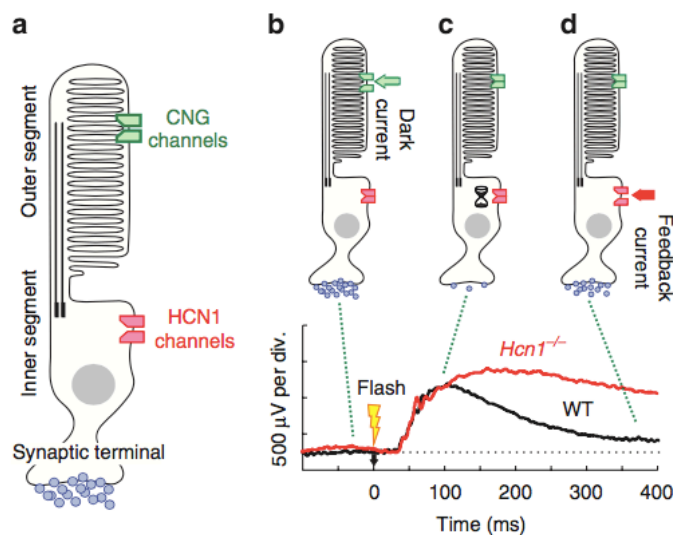 a
b
c
d
Outer segment
Inner segment
CNG
channels
HCN1
channels
Synaptic terminal
Dark
current
Feedback
current
500 µV per div.
Flash
Hcn1⁻/⁻
WT
0
100
200
300
400
Time (ms)